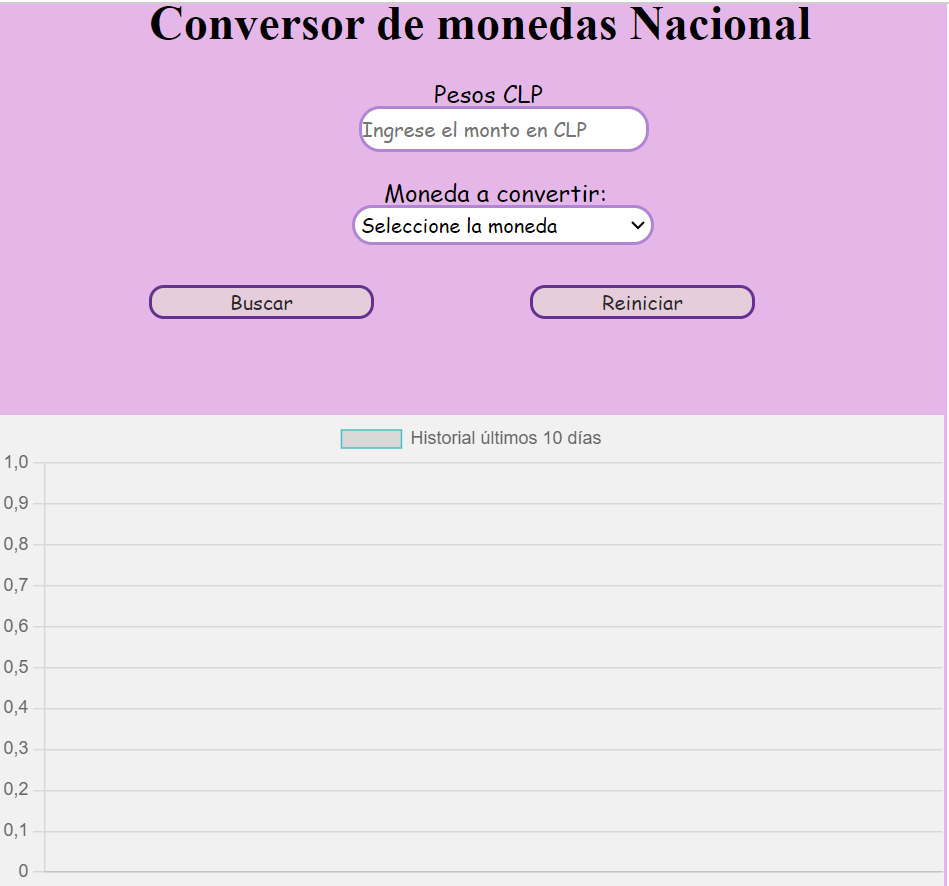 Conversor de monedas Nacional
Pesos CLP
Ingrese el monto en CLP
Moneda a convertir:
Seleccione la moneda
Buscar Reiniciar
Historial últimos 10 días
1,0
0,9
0,8
0,7
0,6
0,5
0,4
0,3
0,2
0,1
0